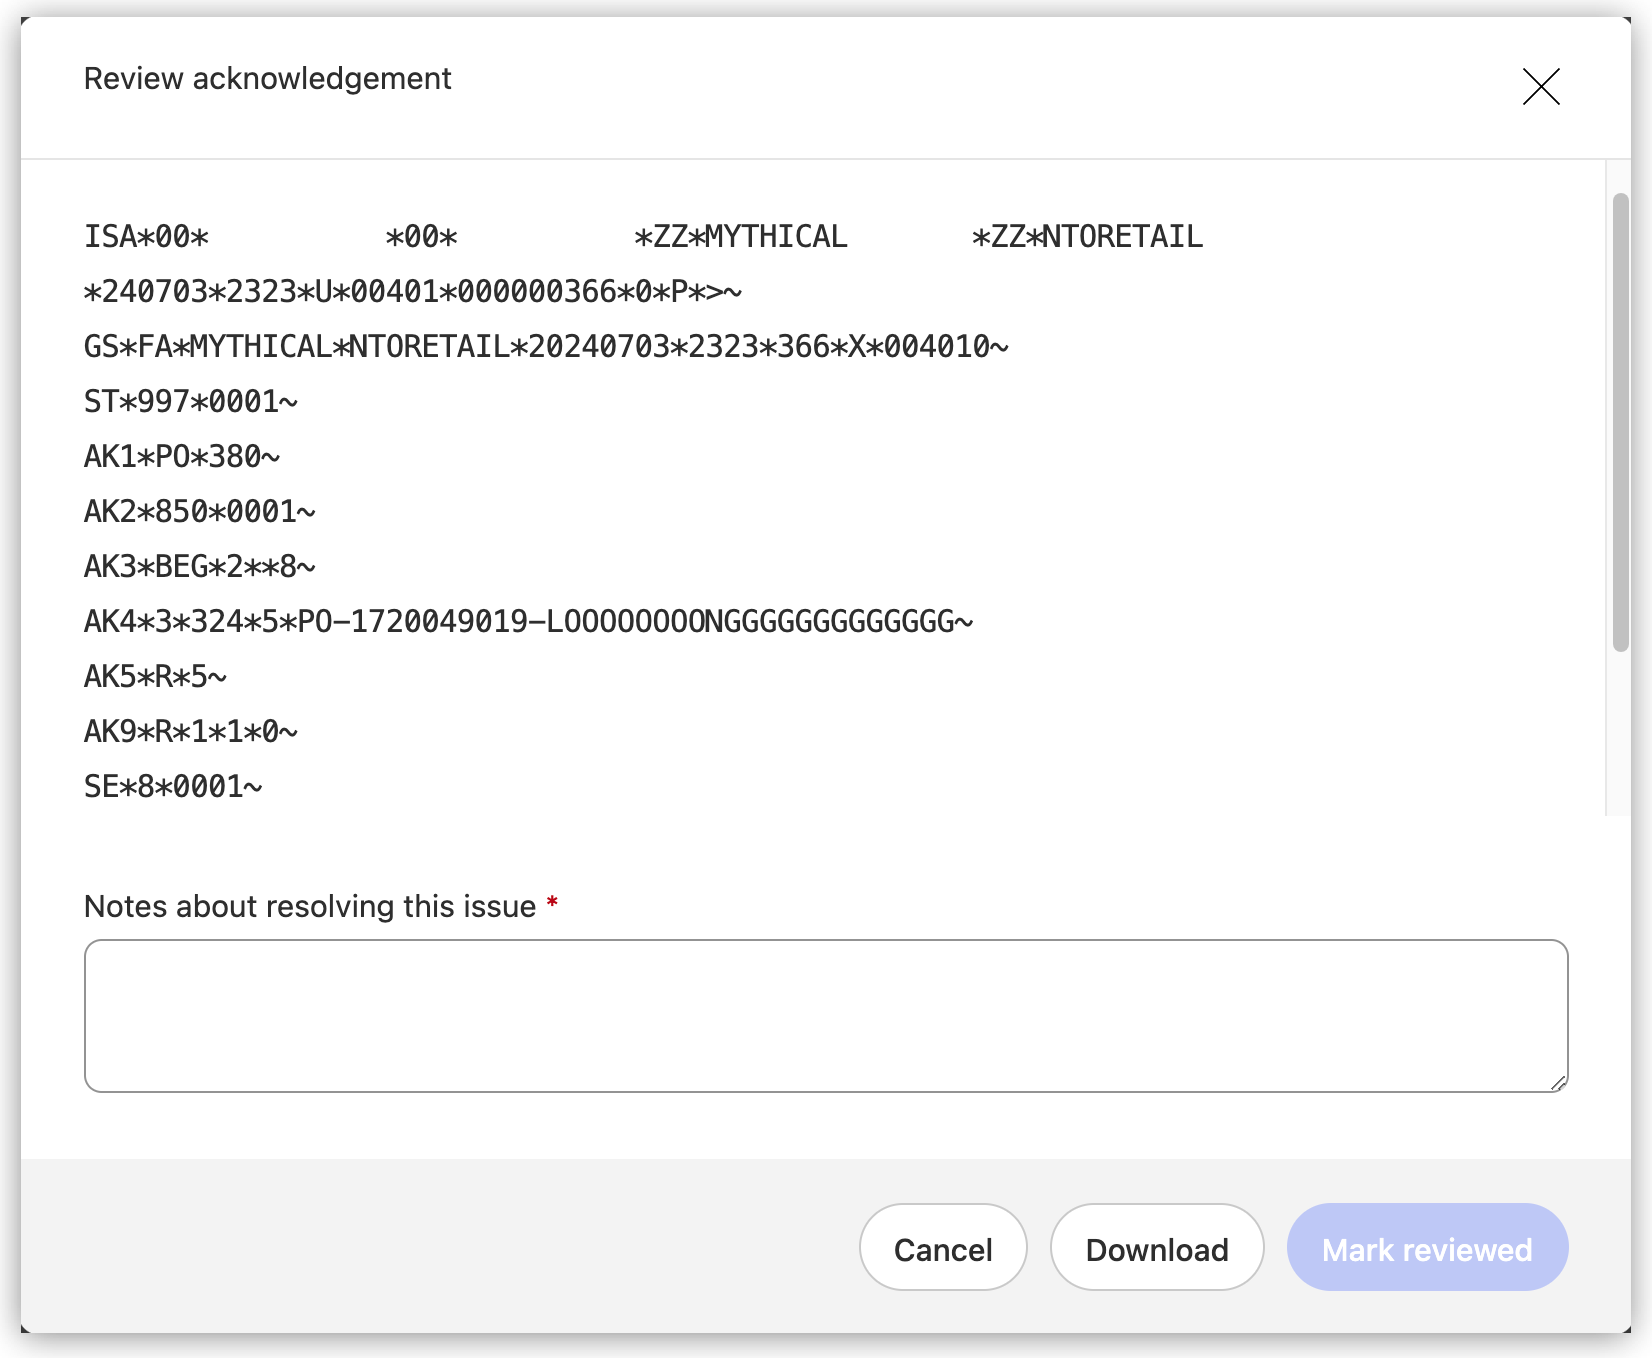 Review acknowledgement
ISA*00*          *00*          *ZZ*MYTHICAL       *ZZ*NTORETAIL
*240703*2323*U*00401*000000366*0*P*>~
GS*FA*MYTHICAL*NTORETAIL*20240703*2323*366*X*004010~
ST*997*0001~
AK1*PO*380~
AK2*850*0001~
AK3*BEG*2**8~
AK4*3*324*5*PO-1720049019-LOOOOOOOONGGGGGGGGGGGGG~
AK5*R*5~
AK9*R*1*1*0~
SE*8*0001~
Notes about resolving this issue *
Cancel
Download
Mark reviewed